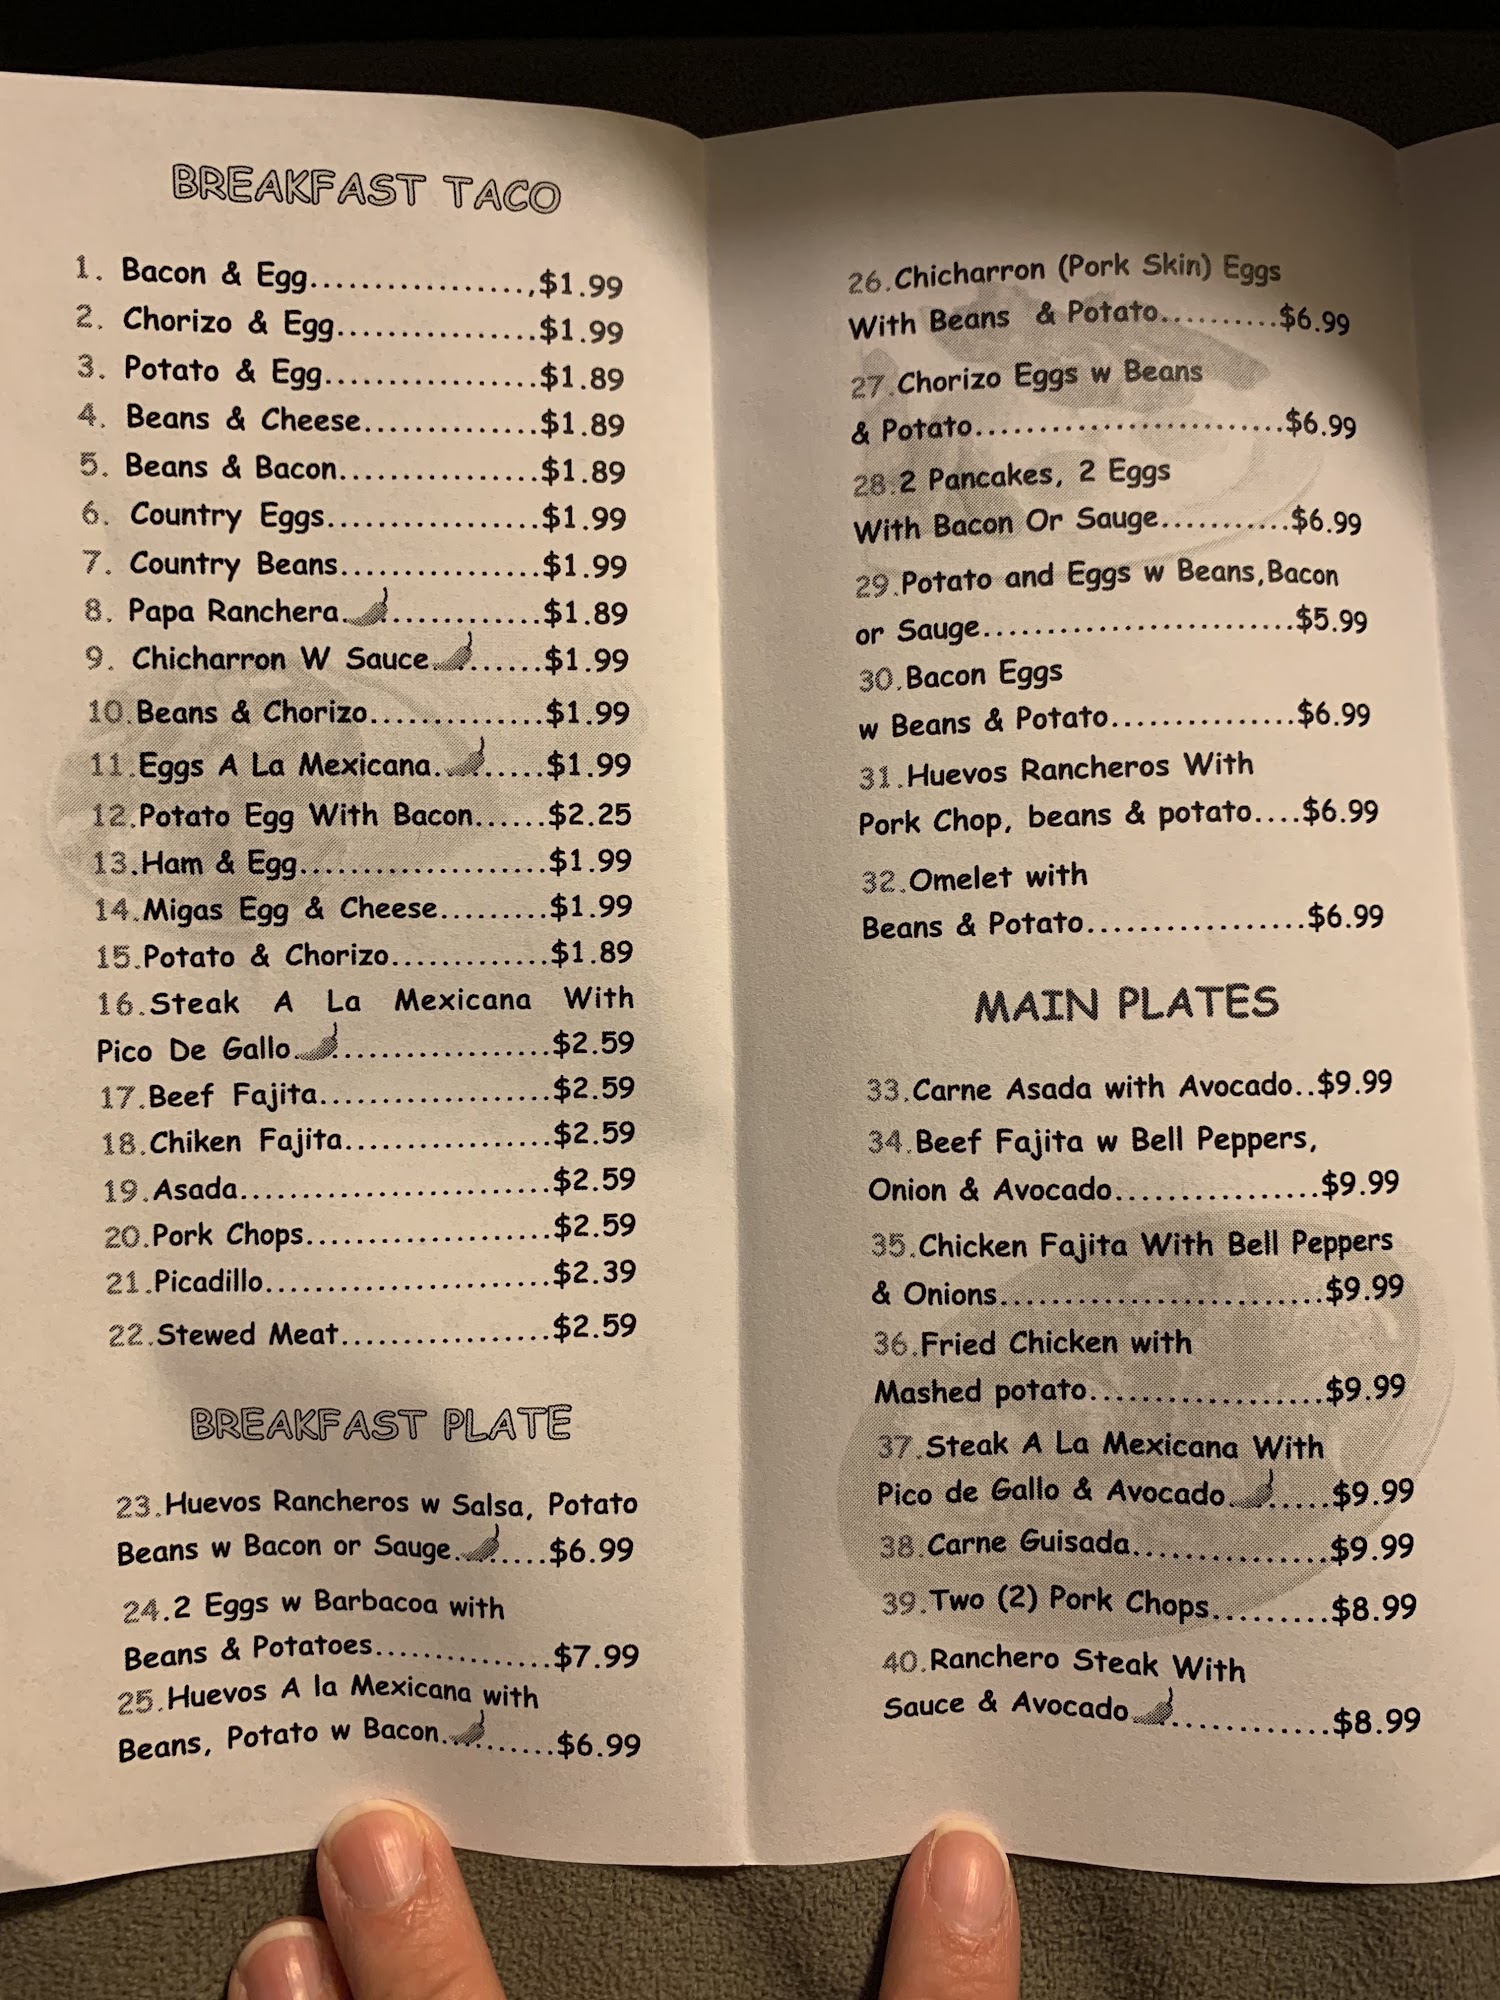 BREAKFAST TACO
1. Bacon & Egg.................,$1.99
2. Chorizo & Egg................$1.99
3. Potato & Egg.................$1.89
4. Beans & Cheese..............$1.89
5. Beans & Bacon................$1.89
6. Country Eggs.................$1.99
7. Country Beans................$1.99
8. Papa Ranchera...............$1.89
9. Chicharron W Sauce.......$1.99
10.Beans & Chorizo..............$1.99
11.Eggs A La Mexicana........$1.99
12.Potato Egg With Bacon......$2.25
13.Ham & Egg....................$1.99
14.Migas Egg & Cheese.........$1.99
15.Potato & Chorizo.............$1.89
16.Steak A La Mexicana With
Pico De Gallo....................$2.59
17.Beef Fajita...................$2.59
18.Chiken Fajita.................$2.59
19.Asada..........................$2.59
20.Pork Chops....................$2.59
21.Picadillo.......................$2.39
22.Stewed Meat.................$2.59
BREAKFAST PLATE
23.Huevos Rancheros w Salsa, Potato
Beans w Bacon or Sauge.......$6.99
24.2 Eggs w Barbacoa with
Beans & Potatoes...............$7.99
25.Huevos A la Mexicana with
Beans, Potato w Bacon..........$6.99
26.Chicharron (Pork Skin) Eggs
With Beans & Potato..........$6.99
27.Chorizo Eggs w Beans
& Potato.........................$6.99
28.2 Pancakes, 2 Eggs
With Bacon Or Sauge...........$6.99
29.Potato and Eggs w Beans,Bacon
or Sauge..........................$5.99
30.Bacon Eggs
w Beans & Potato...............$6.99
31.Huevos Rancheros With
Pork Chop, beans & potato....$6.99
32.Omelet with
Beans & Potato..................$6.99
MAIN PLATES
33.Carne Asada with Avocado..$9.99
34.Beef Fajita w Bell Peppers,
Onion & Avocado.................$9.99
35.Chicken Fajita With Bell Peppers
& Onions..........................$9.99
36.Fried Chicken with
Mashed potato...................$9.99
37.Steak A La Mexicana With
Pico de Gallo & Avocado.......$9.99
38.Carne Guisada................$9.99
39.Two (2) Pork Chops.........$8.99
40.Ranchero Steak With
Sauce & Avocado...............$8.99